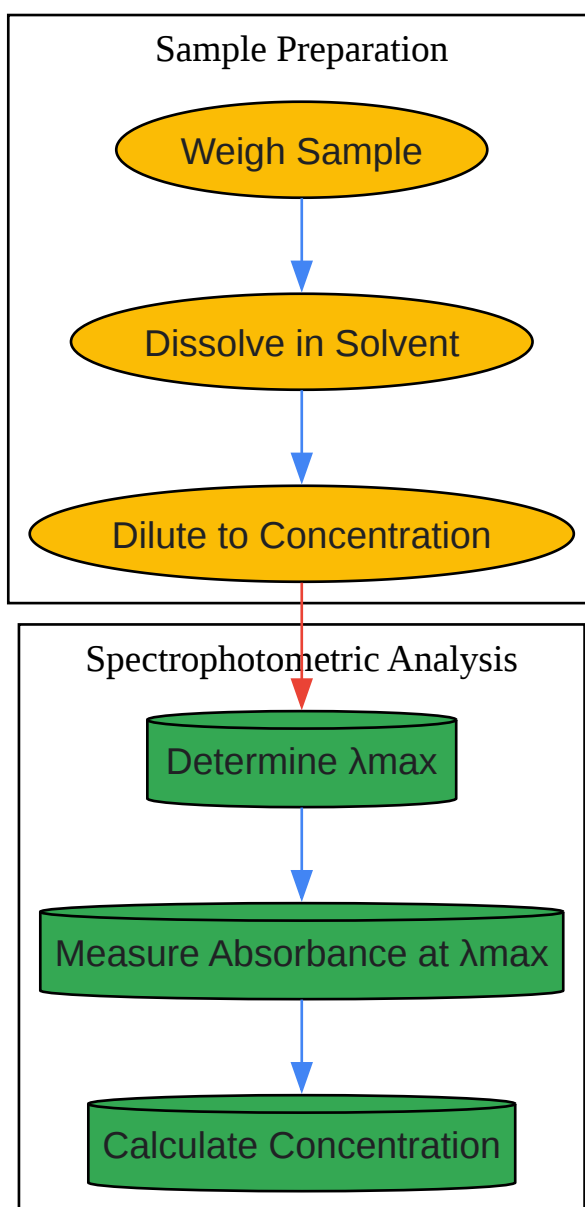 Sample Preparation
Weigh Sample
Dissolve in Solvent
Dilute to Concentration
Spectrophotometric Analysis
Determine λmax
Measure Absorbance at λmax
Calculate Concentration